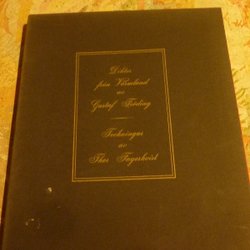 Dikter
från Värmland
av
Gustaf Fröding
Teckningar
av
Thor Fagerkvist